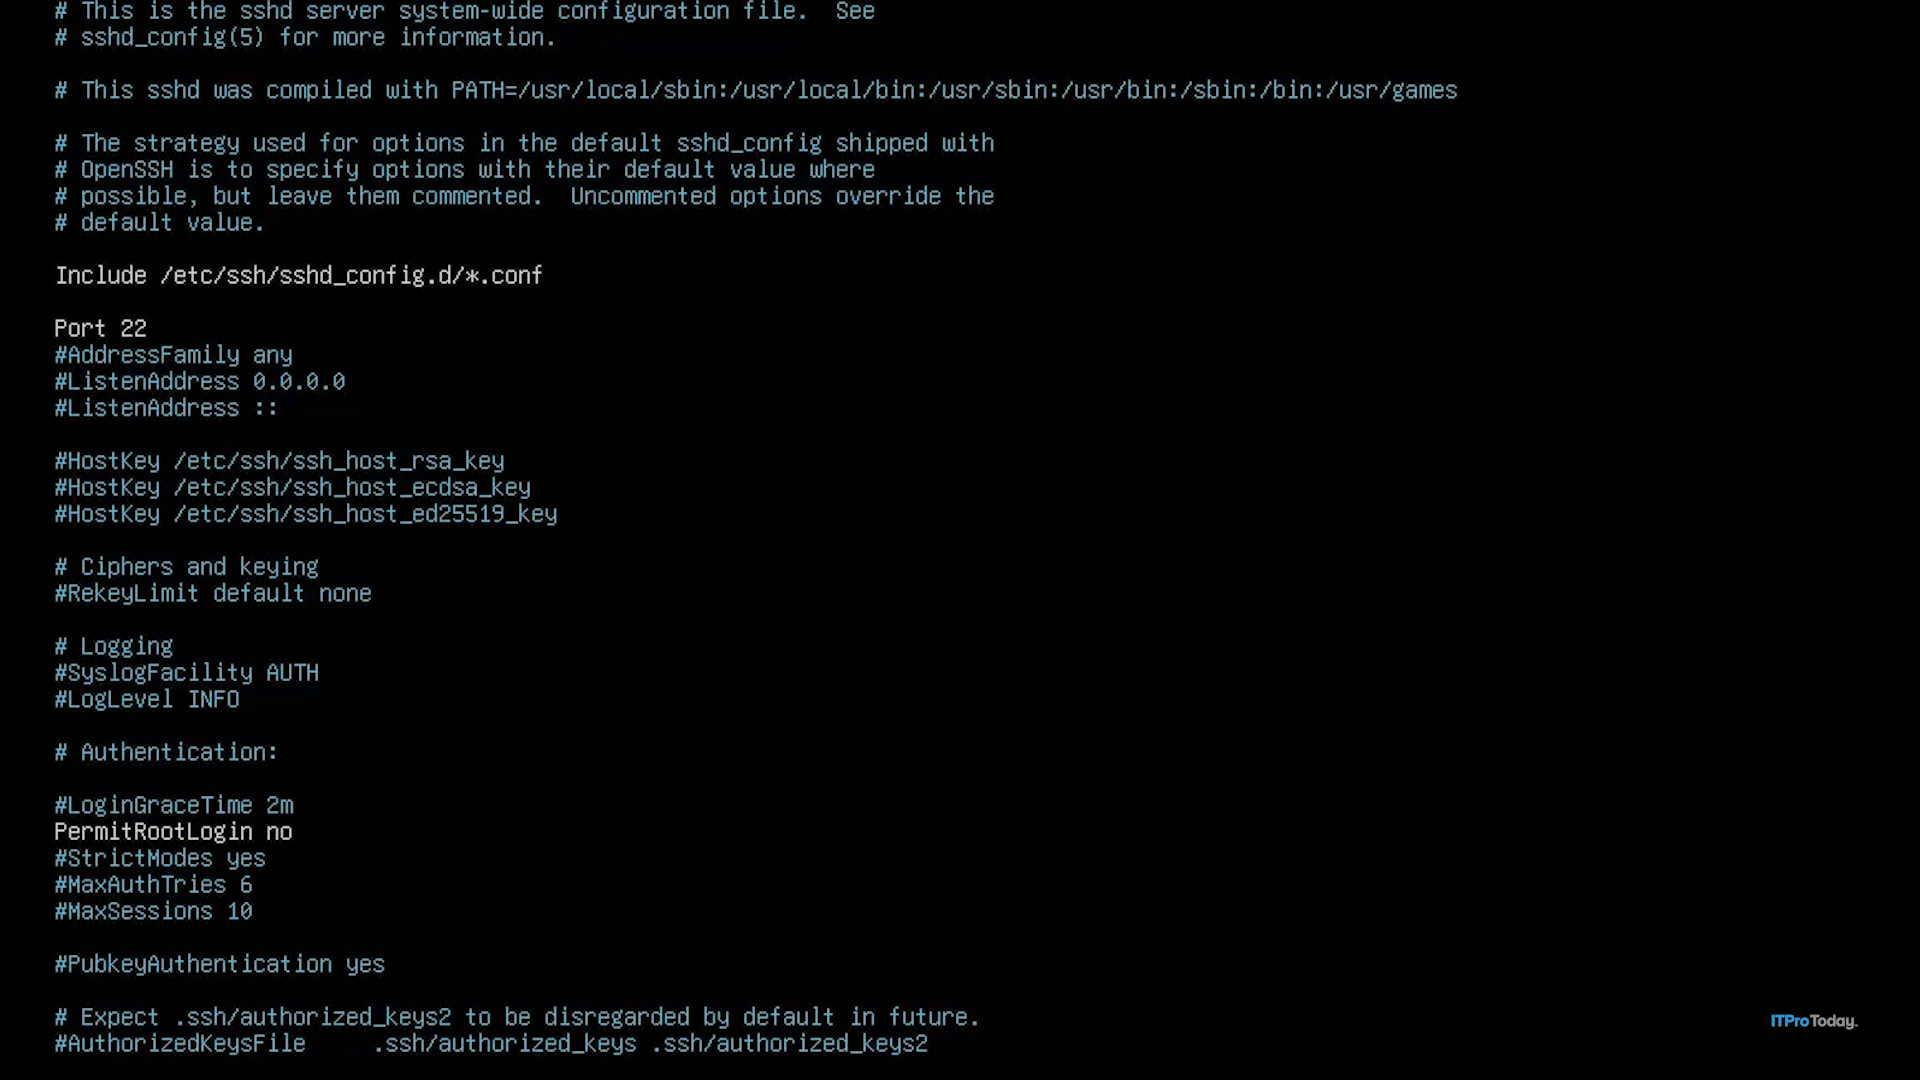 # This is the sshd server system-wide configuration file.  See
# sshd_config(5) for more information.
# This sshd was compiled with PATH=/usr/local/sbin:/usr/local/bin:/usr/sbin:/usr/bin:/sbin:/bin:/usr/games
# The strategy used for options in the default sshd_config shipped with
# OpenSSH is to specify options with their default value where
# possible, but leave them commented.  Uncommented options override the
# default value.
Include /etc/ssh/sshd_config.d/*.conf
Port 22
#AddressFamily any
#ListenAddress 0.0.0.0
#ListenAddress ::
#HostKey /etc/ssh/ssh_host_rsa_key
#HostKey /etc/ssh/ssh_host_ecdsa_key
#HostKey /etc/ssh/ssh_host_ed25519_key
# Ciphers and keying
#RekeyLimit default none
# Logging
#SyslogFacility AUTH
#LogLevel INFO
# Authentication:
#LoginGraceTime 2m
PermitRootLogin no
#StrictModes yes
#MaxAuthTries 6
#MaxSessions 10
#PubkeyAuthentication yes
# Expect .ssh/authorized_keys2 to be disregarded by default in future.
#AuthorizedKeysFile     .ssh/authorized_keys .ssh/authorized_keys2
ITProToday.